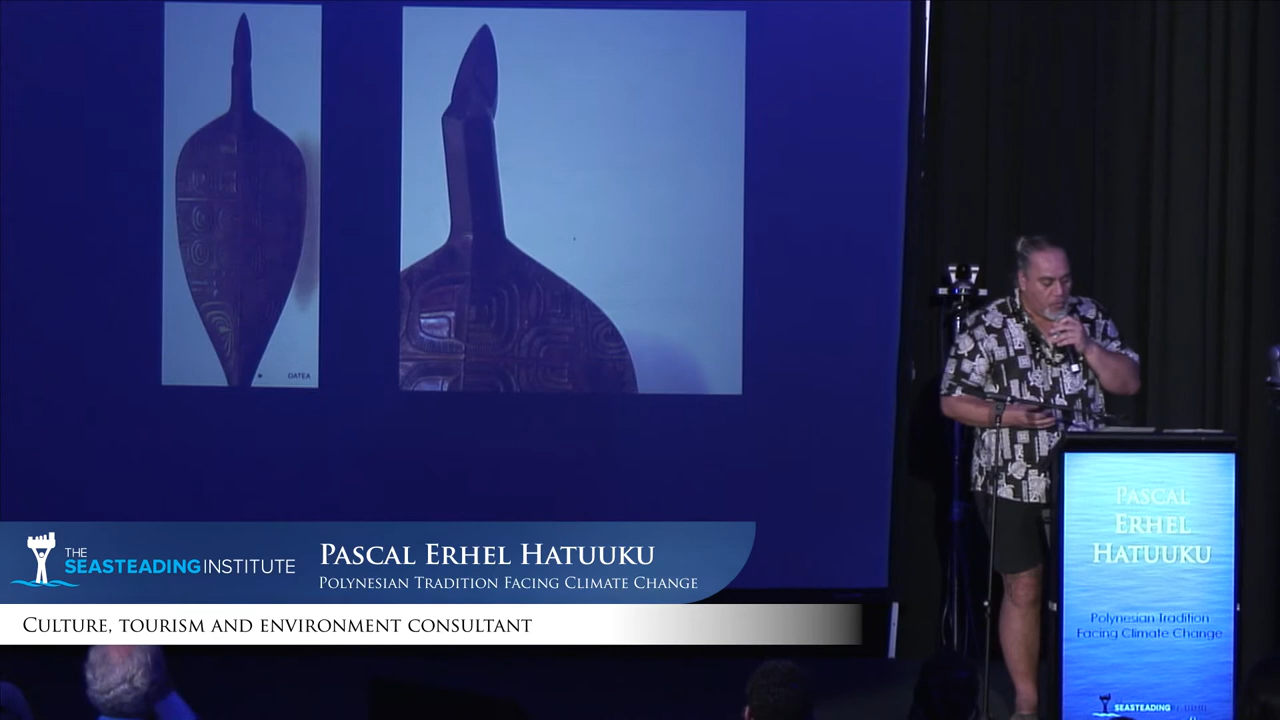 OATEA
THE
SEASTEADING INSTITUTE
PASCAL ERHEL HATUUKU
POLYNESIAN TRADITION FACING CLIMATE CHANGE
CULTURE, TOURISM AND ENVIRONMENT CONSULTANT
PASCAL
ERHEL
HATUUKU
Polynesian Tradition
Facing Climate Change
SEASTEADING